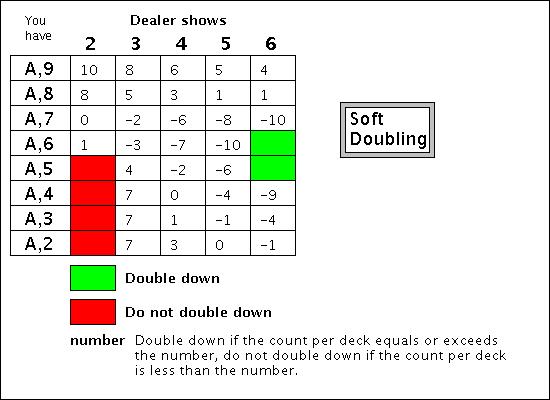 You have
Dealer shows
2 3 4 5 6
A,9 10 8 6 5 4
A,8 8 5 3 1 1
A,7 0 -2 -6 -8 -10
A,6 1 -3 -7 -10
A,5 4 -2 -6
A,4 7 0 -4 -9
A,3 7 1 -1 -4
A,2 7 3 0 -1
Soft
Doubling
Double down
Do not double down
number Double down if the count per deck equals or exceeds
the number, do not double down if the count per deck
is less than the number.